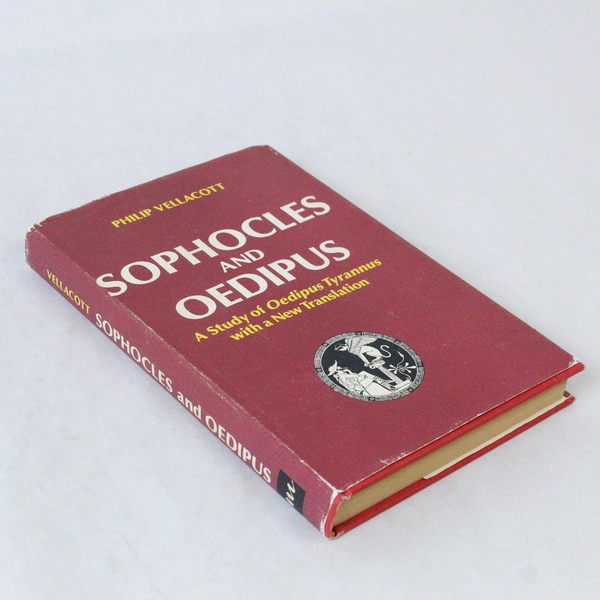 PHILIP VELLACOTT
SOPHOCLES
AND
OEDIPUS
A Study of Oedipus Tyrannus
with a New Translation
VELLACOTT SOPHOCLES and OEDIPUS